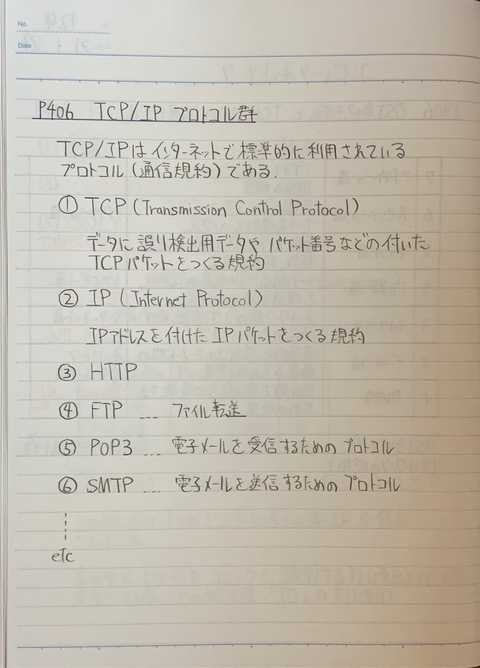 No.
Date
P406 TCP/IP プロトコル群
TCP/IPはインターネットで標準的に利用されている
プロトコル(通信規約)である.
① TCP (Transmission Control Protocol)
データに誤り検出用データや パケット番号などの付いた
TCPパケットをつくる規約
② IP (Internet Protocol)
IPアドレスを付けた IPパケットをつくる規約
③ HTTP
④ FTP .... ファイル転送
⑤ POP3 .... 電子メールを受信するためのプロトコル
⑥ SMTP .... 電子メールを送信するためのプロトコル
etc